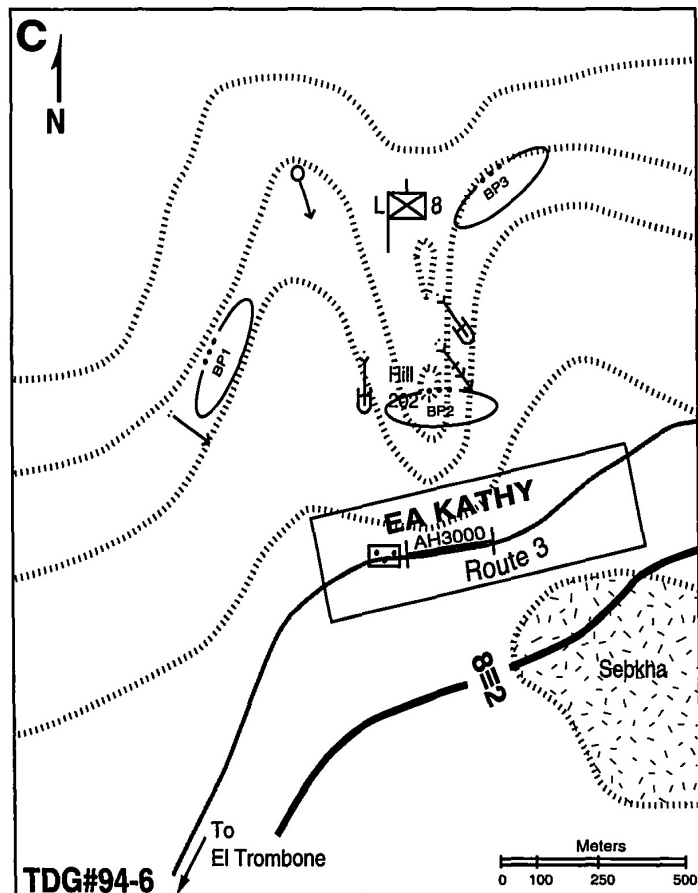 C
N
L 8
BP3
BP1
Hill
202
BP2
EA KATHY
AH3000
Route 3
8 2
Sebkha
To
El Trombone
TDG#94-6
Meters
0 100 250 500